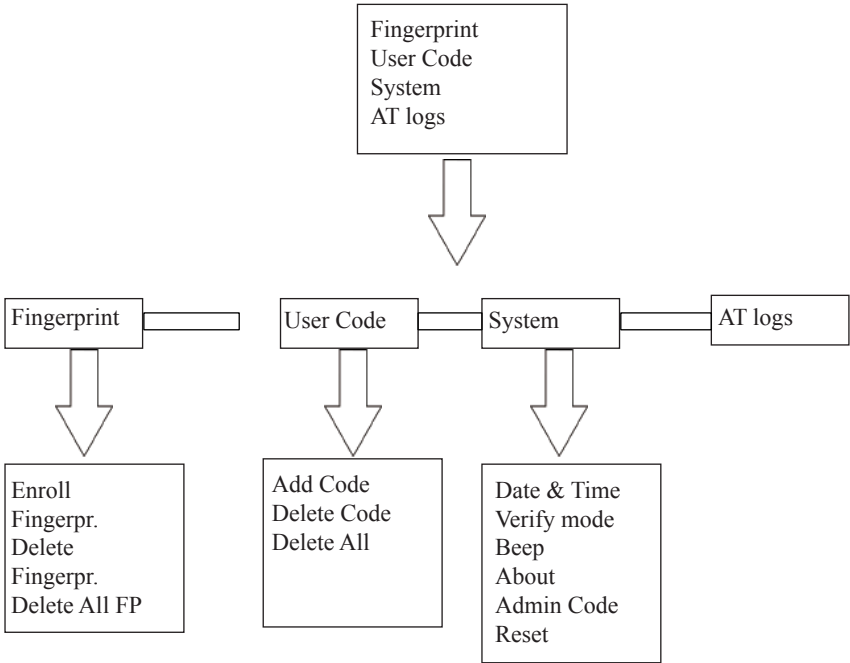 Fingerprint
User Code
System
AT logs
Fingerprint
User Code
System
AT logs
Enroll
Fingerpr.
Delete
Fingerpr.
Delete All FP
Add Code
Delete Code
Delete All
Date & Time
Verify mode
Beep
About
Admin Code
Reset